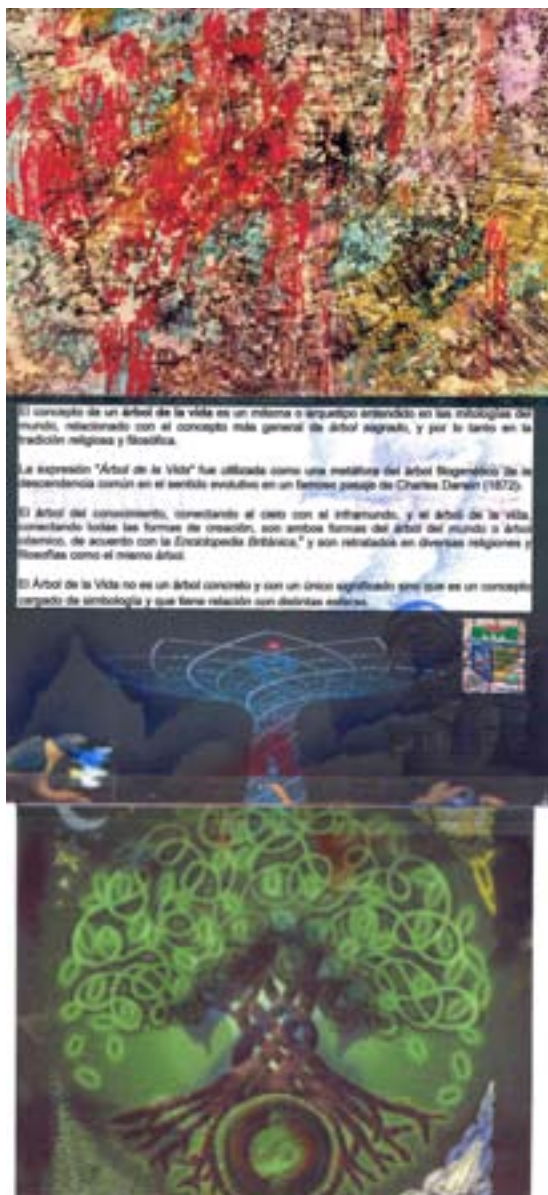 El concepto de un árbol de la vida es un mitema o arquetipo entendido en las mitologías del
mundo, relacionado con el concepto más general de árbol sagrado, y por lo tanto en la
tradición religiosa y filosófica.
La expresión "Árbol de la Vida" fue utilizada como una metáfora del árbol filogenético de la
descendencia común en el sentido evolutivo en un famoso pasaje de Charles Darwin (1872).
El árbol del conocimiento, conectando al cielo con el inframundo, y el árbol de la vida,
conectando todas las formas de creación, son ambos formas del árbol del mundo o árbol
cósmico, de acuerdo con la Enciclopedia Británica, y son retratados en diversas religiones y
filosofías como el mismo árbol.
El Árbol de la Vida no es un árbol concreto y con un único significado sino que es un concepto
cargado de simbología y que tiene relación con distintas esferas.